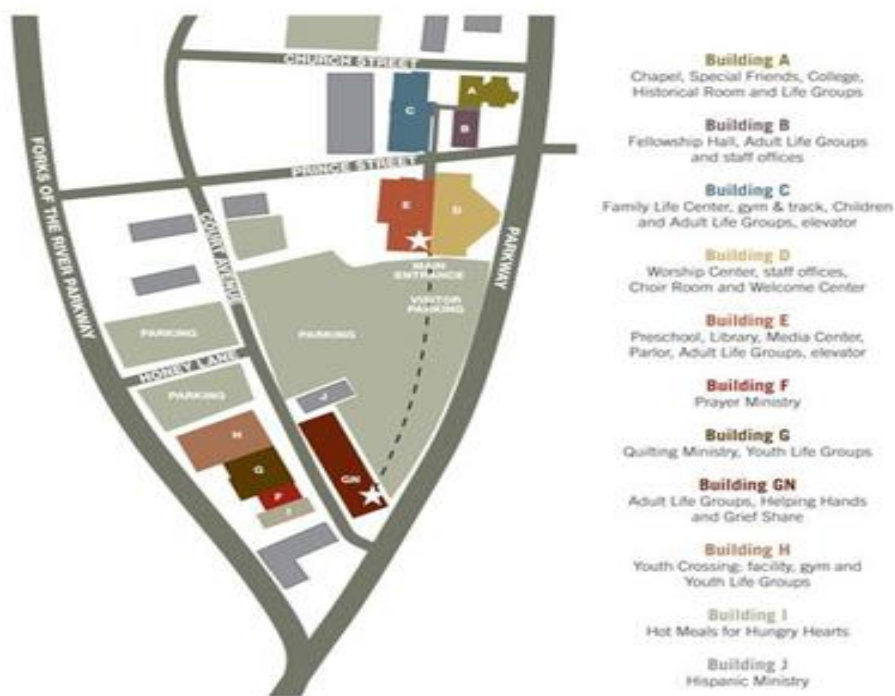 CHURCH STREET
A
C
B
FORKS OF THE RIVER PARKWAY
PRINCE STREET
COURT AVENUE
E
D
PARKWAY
MAIN
ENTRANCE
VISITOR
PARKING
PARKING
PARKING
HONEY LANE
PARKING
J
H
G
GN
F
I
Building A
Chapel, Special Friends, College,
Historical Room and Life Groups
Building B
Fellowship Hall, Adult Life Groups
and staff offices
Building C
Family Life Center, gym & track, Children
and Adult Life Groups, elevator
Building D
Worship Center, staff offices,
Choir Room and Welcome Center
Building E
Preschool, Library, Media Center,
Parlor, Adult Life Groups, elevator
Building F
Prayer Ministry
Building G
Quilting Ministry, Youth Life Groups
Building GN
Adult Life Groups, Helping Hands
and Grief Share
Building H
Youth Crossing: facility, gym and
Youth Life Groups
Building I
Hot Meals for Hungry Hearts
Building J
Hispanic Ministry